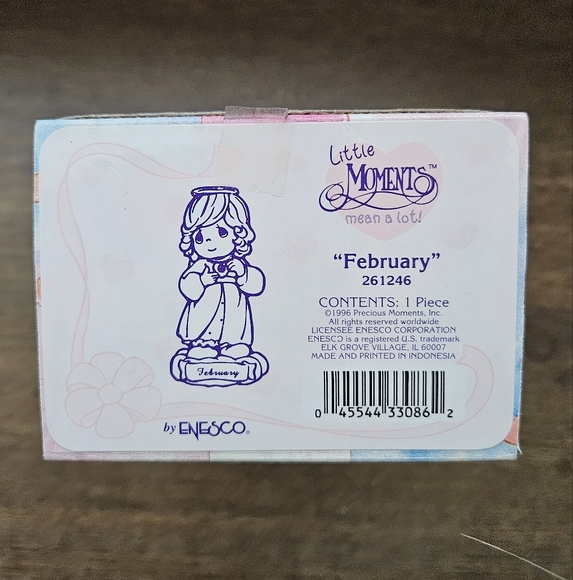 Little
MOMENTS™
mean a lot!
"February"
261246
CONTENTS: 1 Piece
©1996 Precious Moments, Inc.
All rights reserved worldwide
LICENSEE ENESCO CORPORATION
ENESCO is a registered U.S. trademark
ELK GROVE VILLAGE, IL 60007
MADE AND PRINTED IN INDONESIA
0 45544 33086 2
February
by ENESCO®